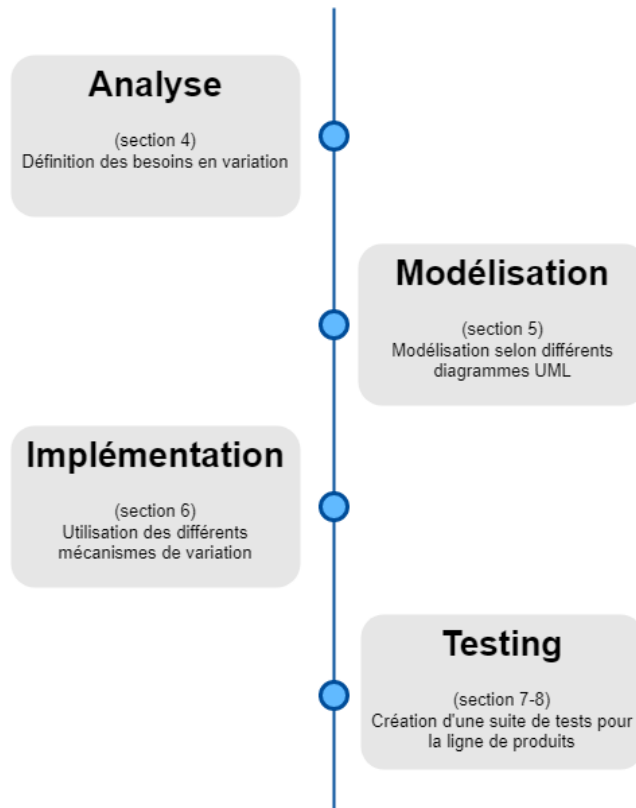 Analyse
(section 4)
Définition des besoins en variation
Modélisation
(section 5)
Modélisation selon différents
diagrammes UML
Implémentation
(section 6)
Utilisation des différents
mécanismes de variation
Testing
(section 7-8)
Création d'une suite de tests pour
la ligne de produits